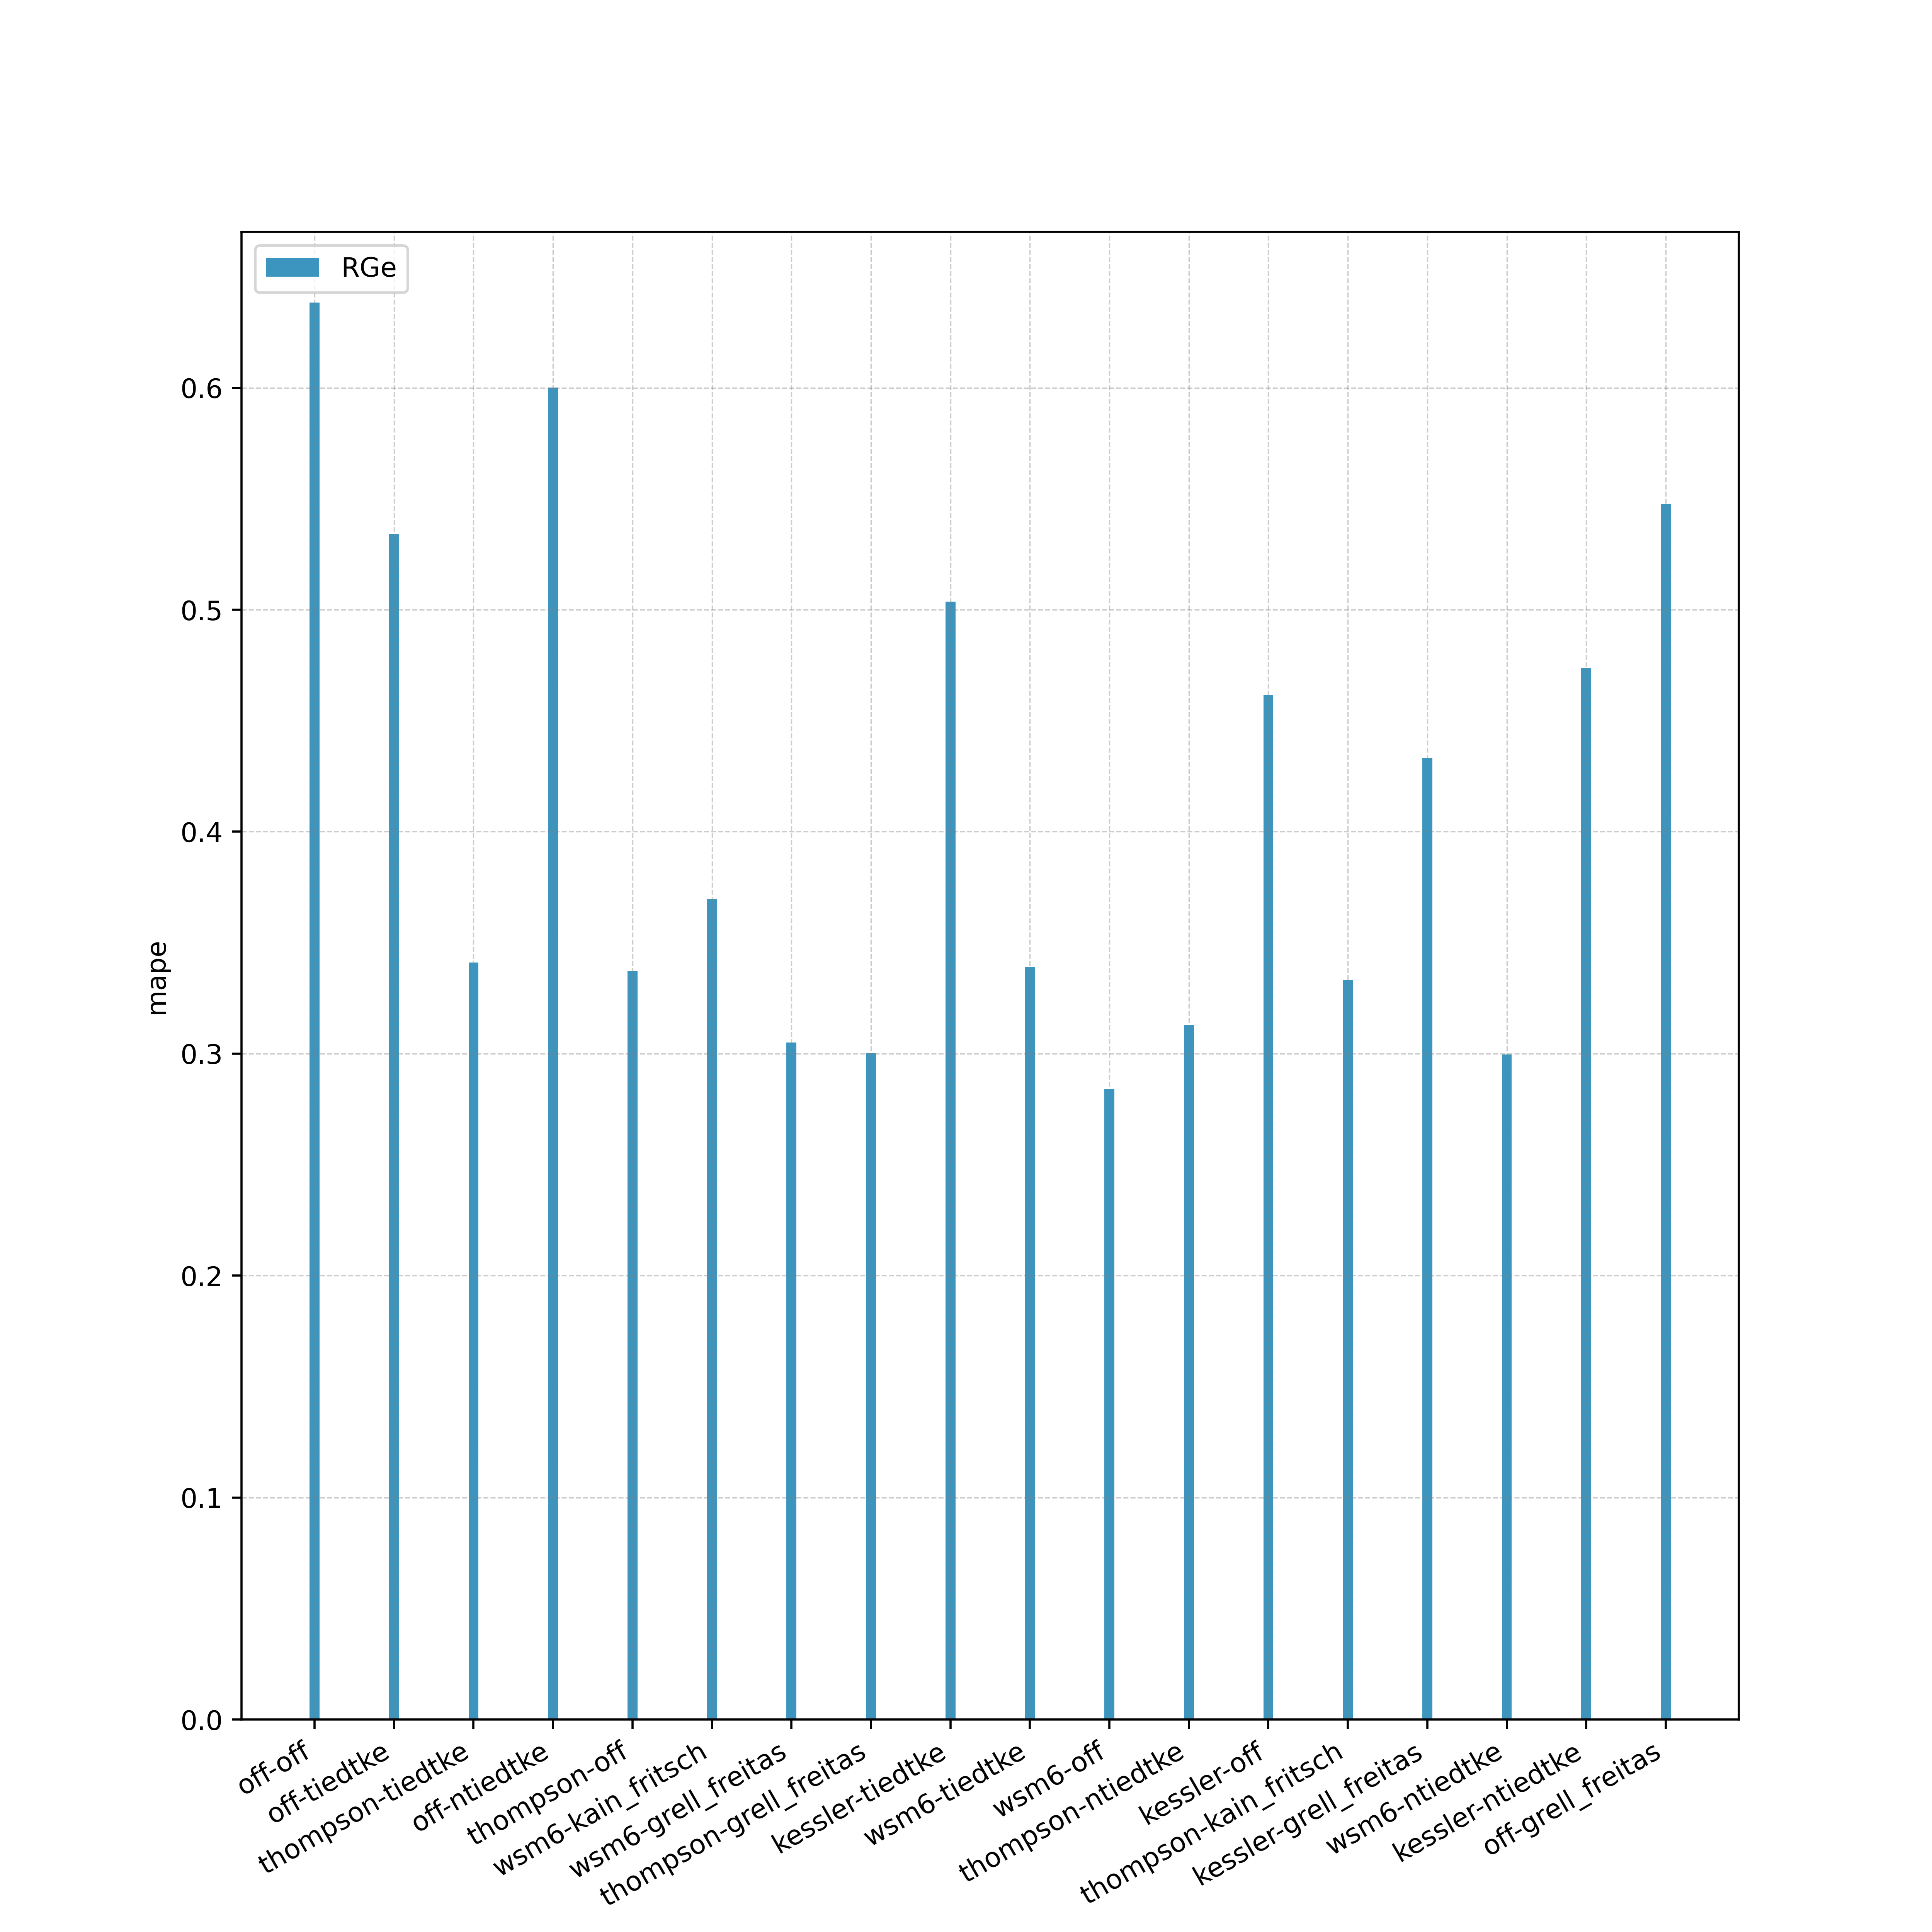 RGe
0.6
0.5
0.4
0.3
0.2
0.1
0.0
mape
off-off
off-tiedtke
thompson-tiedtke
off-ntiedtke
thompson-off
wsm6-kain_fritsch
wsm6-grell_freitas
thompson-grell_freitas
kessler-tiedtke
wsm6-tiedtke
wsm6-off
thompson-ntiedtke
kessler-off
thompson-kain_fritsch
kessler-grell_freitas
wsm6-ntiedtke
kessler-ntiedtke
off-grell_freitas